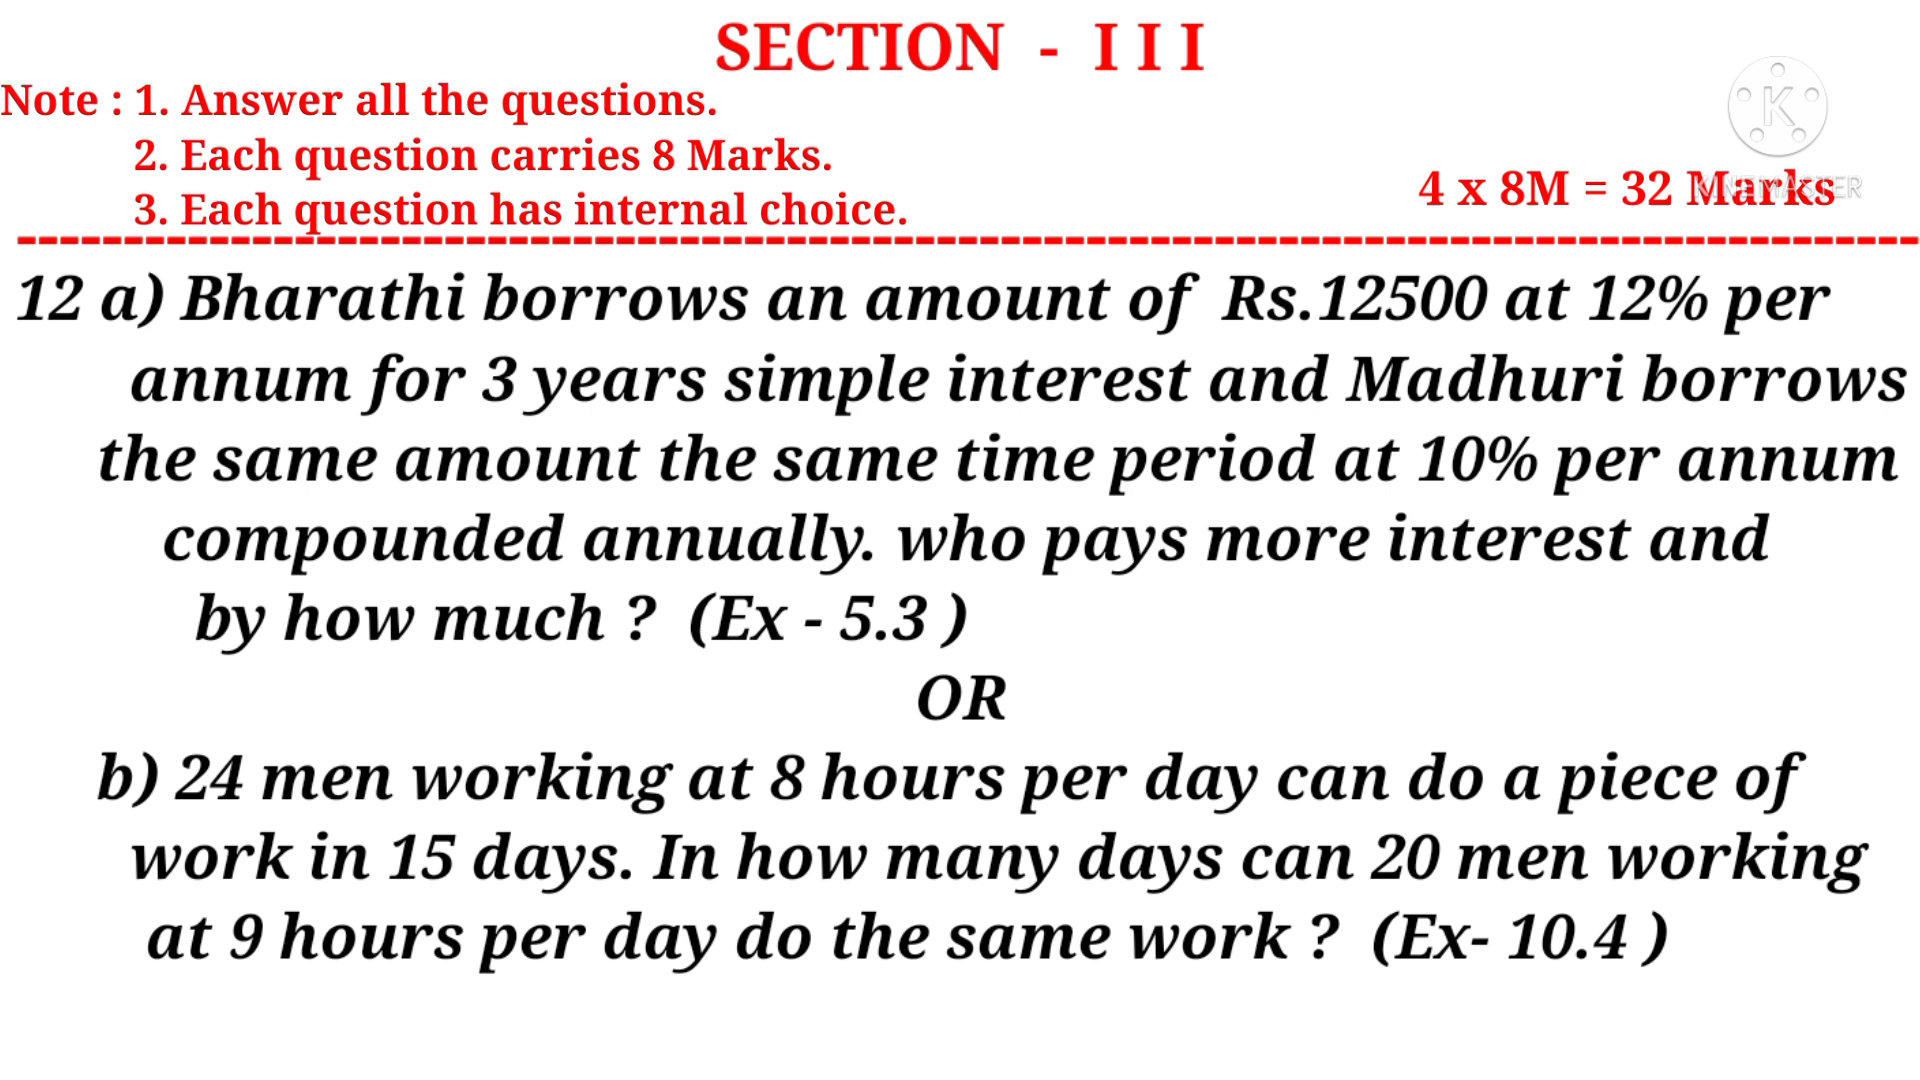 SECTION - I I I
Note : 1. Answer all the questions.
2. Each question carries 8 Marks.
3. Each question has internal choice.
4 x 8M = 32 Marks
K
KINEMASTER
12 a) Bharathi borrows an amount of Rs.12500 at 12% per
annum for 3 years simple interest and Madhuri borrows
the same amount the same time period at 10% per annum
compounded annually. who pays more interest and
by how much ? (Ex - 5.3 )
OR
b) 24 men working at 8 hours per day can do a piece of
work in 15 days. In how many days can 20 men working
at 9 hours per day do the same work ? (Ex- 10.4 )